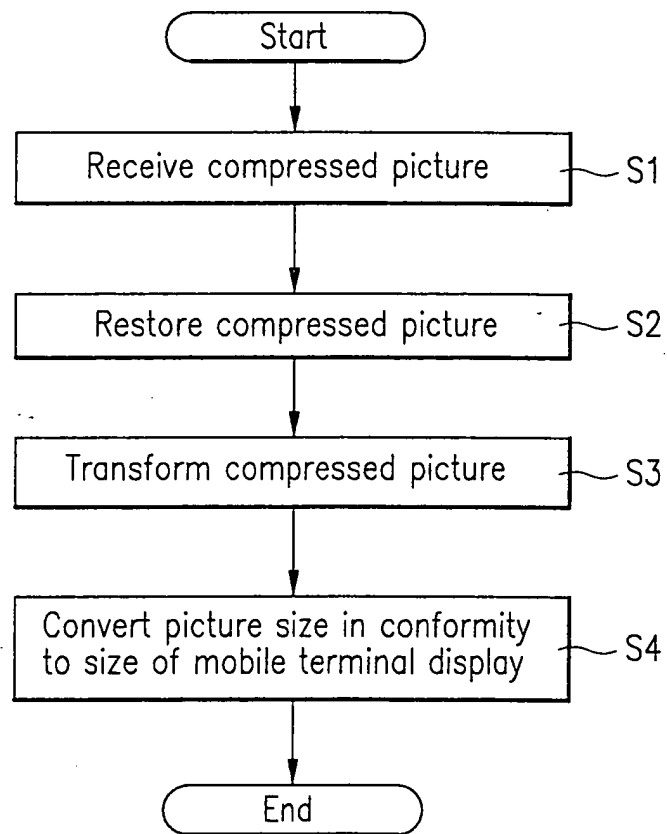 Start
Receive compressed picture
S1
Restore compressed picture
S2
Transform compressed picture
S3
Convert picture size in conformity
to size of mobile terminal display
S4
End